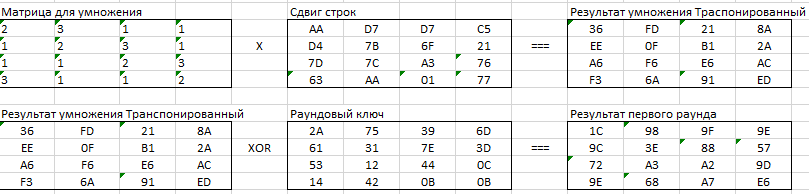 Матрица для умножения Сдвиг строк Результат умножения Траспонированный
2 3 1 1 AA D7 D7 C5 36 FD 21 8A
1 2 3 1 X D4 7B 6F 21 === EE 0F B1 2A
1 1 2 3 7D 7C A3 76 A6 F6 E6 AC
3 1 1 2 63 AA 01 77 F3 6A 91 ED
Результат умножения Транспонированный Раундовый ключ Результат первого раунда
36 FD 21 8A 2A 75 39 6D 1C 98 9F 9E
EE 0F B1 2A XOR 61 31 7E 3D === 9C 3E 88 57
A6 F6 E6 AC 53 12 44 0C 72 A3 A2 9D
F3 6A 91 ED 14 42 0B 0B 9E 68 A7 E6